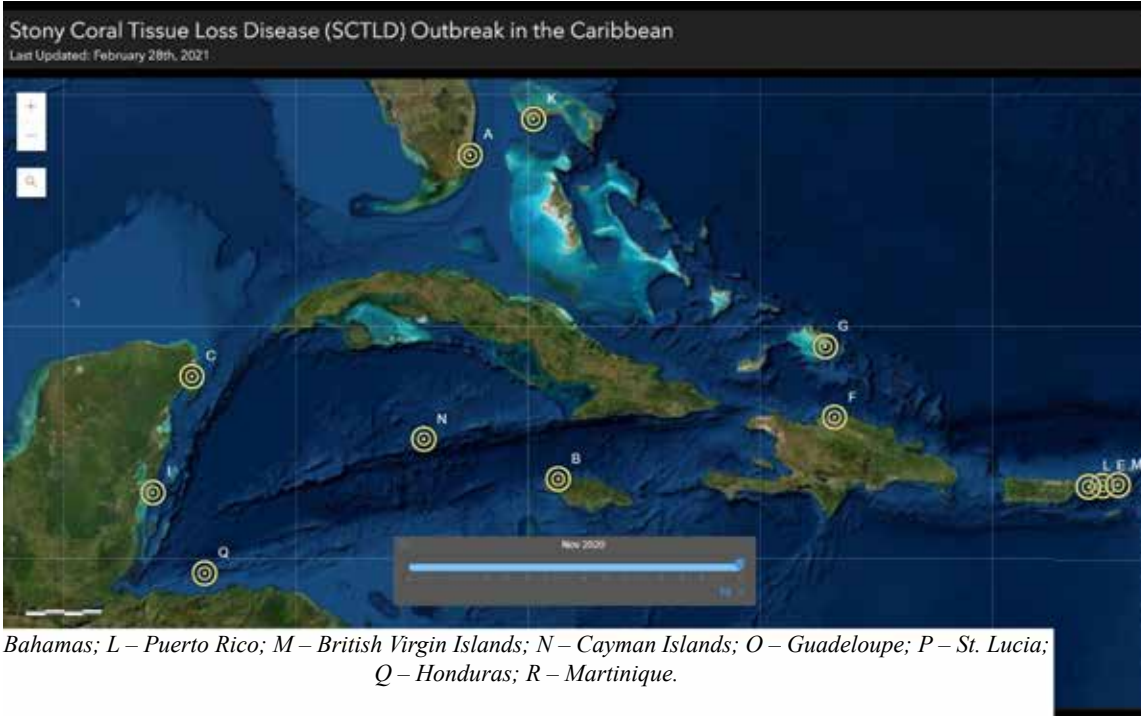 Stony Coral Tissue Loss Disease (SCTLD) Outbreak in the Caribbean
Last Updated: February 28th, 2021
K
A
G
C
F
N
B
L E M
I
Q
Nov 2020
Bahamas; L – Puerto Rico; M – British Virgin Islands; N – Cayman Islands; O – Guadeloupe; P – St. Lucia;
Q – Honduras; R – Martinique.